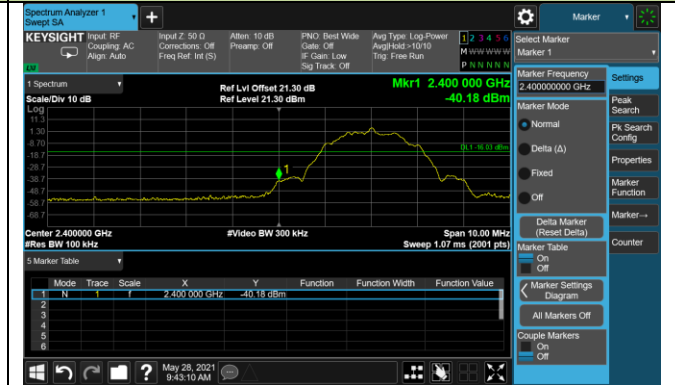 Spectrum Analyzer 1
Swept SA
+
KEYSIGHT
Input: RF
Coupling: AC
Align: Auto
Input Z: 50 Ω
Corrections: Off
Freq Ref: Int (S)
Atten: 10 dB
Preamp: Off
PNO: Best Wide
Gate: Off
IF Gain: Low
Sig Track: Off
Avg Type: Log-Power
Avg|Hold:>10/10
Trig: Free Run
1 2 3 4 5 6
M W W W W W
P N N N N N
1 Spectrum
Scale/Div 10 dB
Ref Lvl Offset 21.30 dB
Ref Level 21.30 dBm
Mkr1 2.400 000 GHz
-40.18 dBm
Log
11.3
1.30
-8.70
-18.7
-28.7
-38.7
-48.7
-58.7
-68.7
DL1 -16.03 dBm
1
Center 2.400000 GHz
#Res BW 100 kHz
#Video BW 300 kHz
Span 10.00 MHz
Sweep 1.07 ms (2001 pts)
5 Marker Table
Mode Trace Scale X Y Function Function Width Function Value
1 N 1 f 2.400 000 GHz -40.18 dBm
2
3
4
5
6
?
May 28, 2021
9:43:10 AM
Marker
Select Marker
Marker 1
Marker Frequency
2.400000000 GHz
Marker Mode
Normal
Delta (Δ)
Fixed
Off
Delta Marker
(Reset Delta)
Marker Table
On
Off
Marker Settings
Diagram
All Markers Off
Couple Markers
On
Off
Settings
Peak
Search
Pk Search
Config
Properties
Marker
Function
Marker→
Counter